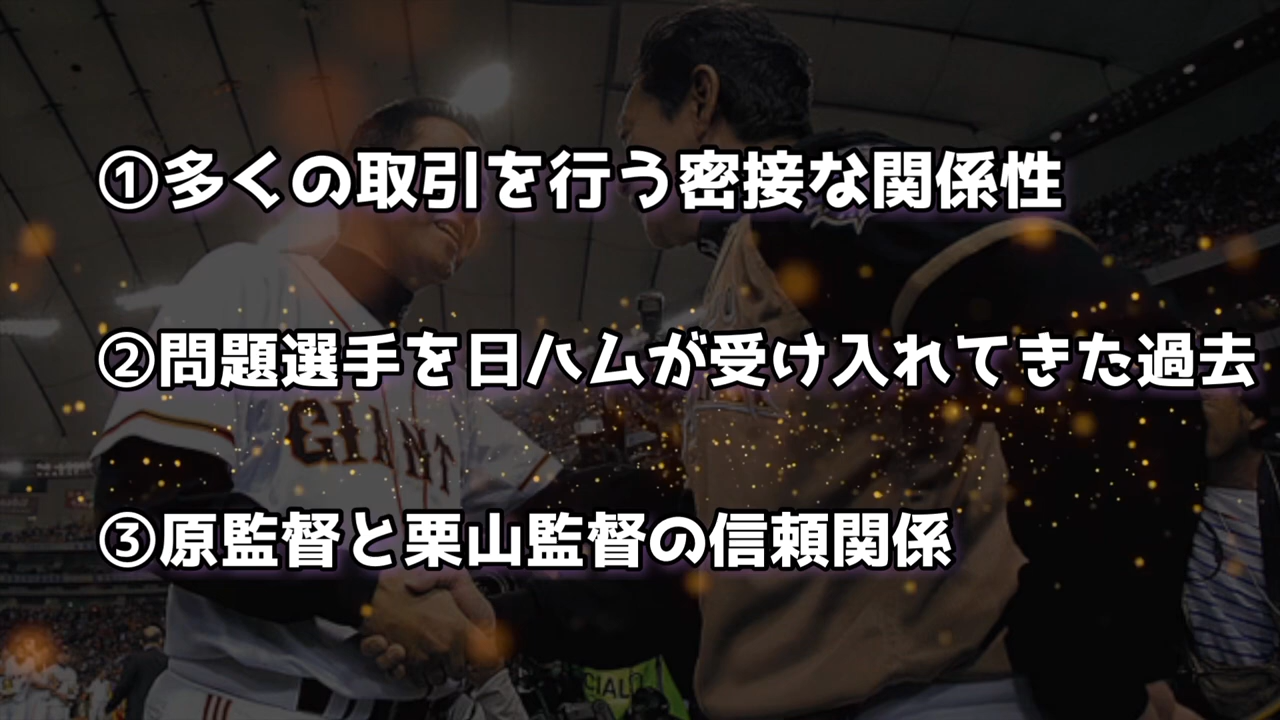 ①多くの取引を行う密接な関係性
②問題選手を日ハムが受け入れてきた過去
GIANT
③原監督と栗山監督の信頼関係
CIAL